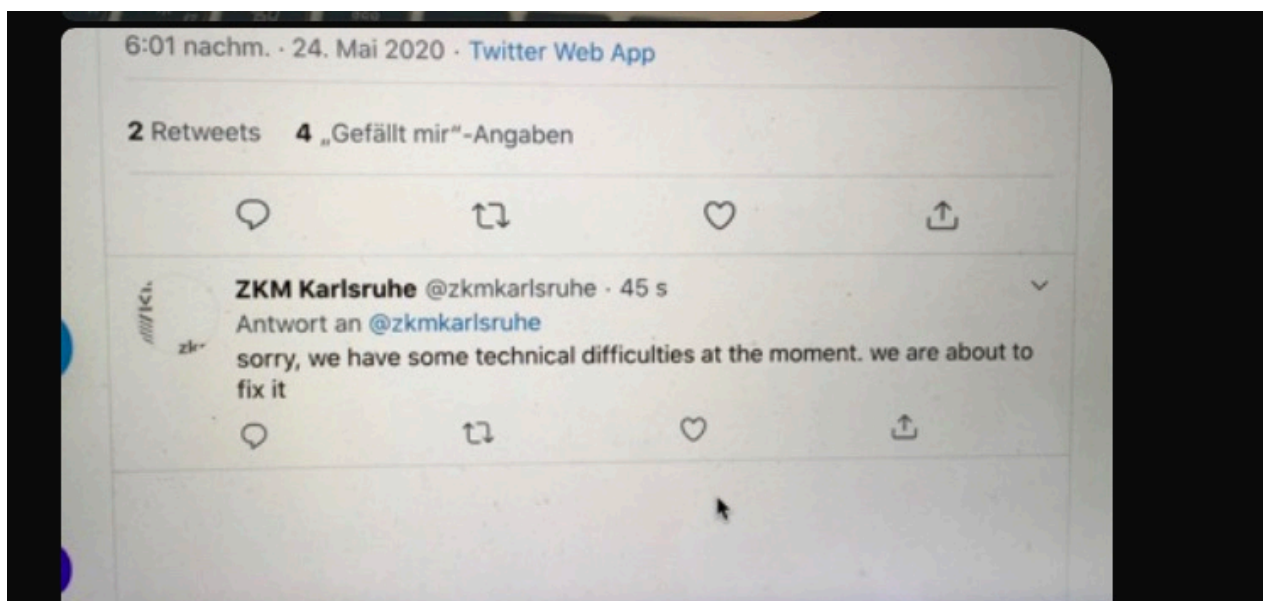 6:01 nachm. · 24. Mai 2020 · Twitter Web App
2 Retweets 4 „Gefällt mir“-Angaben
ZKM Karlsruhe @zkmkarlsruhe · 45 s
Antwort an @zkmkarlsruhe
zk
sorry, we have some technical difficulties at the moment. we are about to
fix it